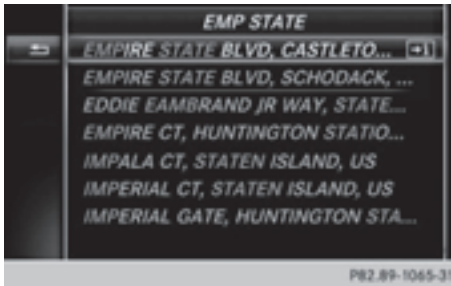 EMP STATE
EMPIRE STATE BLVD, CASTLETO...
EMPIRE STATE BLVD, SCHODACK, ...
EDDIE EAMBRAND JR WAY, STATE...
EMPIRE CT, HUNTINGTON STATIO...
IMPALA CT, STATEN ISLAND, US
IMPERIAL CT, STATEN ISLAND, US
IMPERIAL GATE, HUNTINGTON STA...
P82.89-1065-31